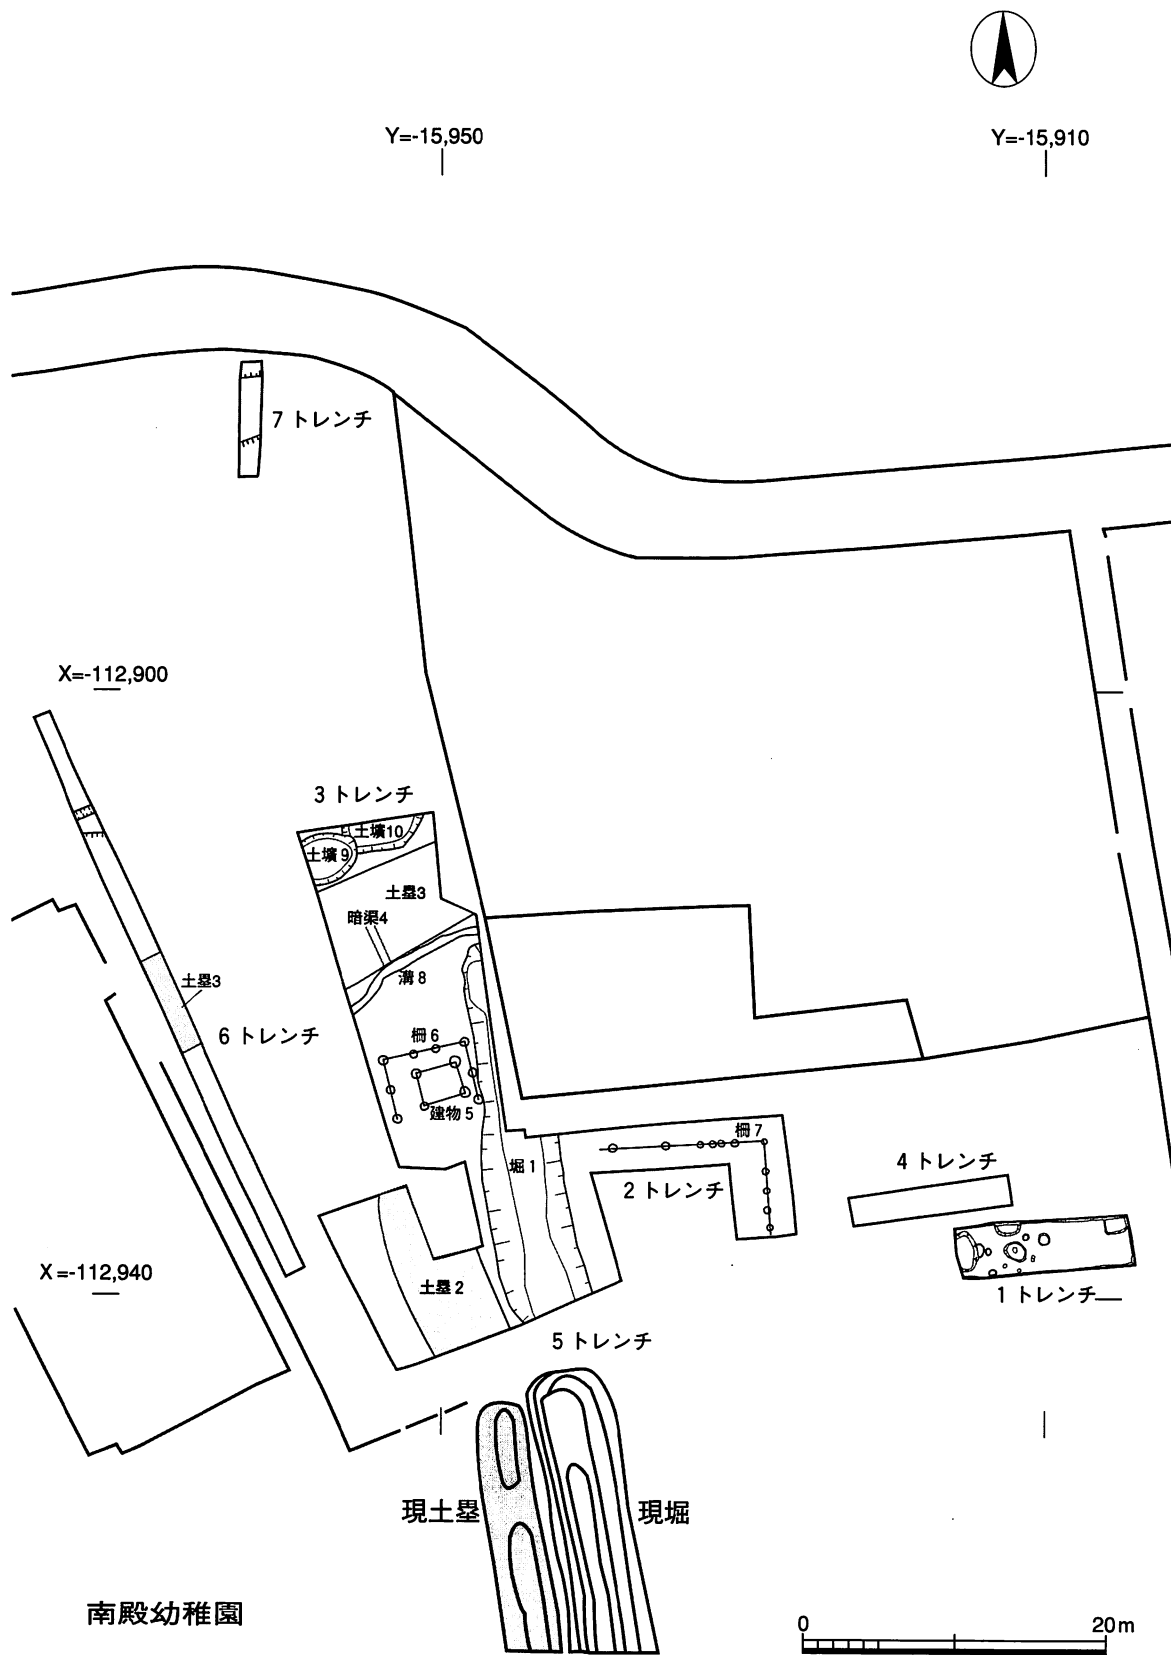 Y=-15,950
Y=-15,910
7 トレンチ
X=-112,900
3 トレンチ
土壙10
土壙9
土塁3
暗渠4
溝8
土塁3
6 トレンチ
柵6
建物5
柵7
堀1
2 トレンチ
4 トレンチ
X=-112,940
土塁2
1 トレンチ
5 トレンチ
現土塁
現堀
南殿幼稚園
0
20m